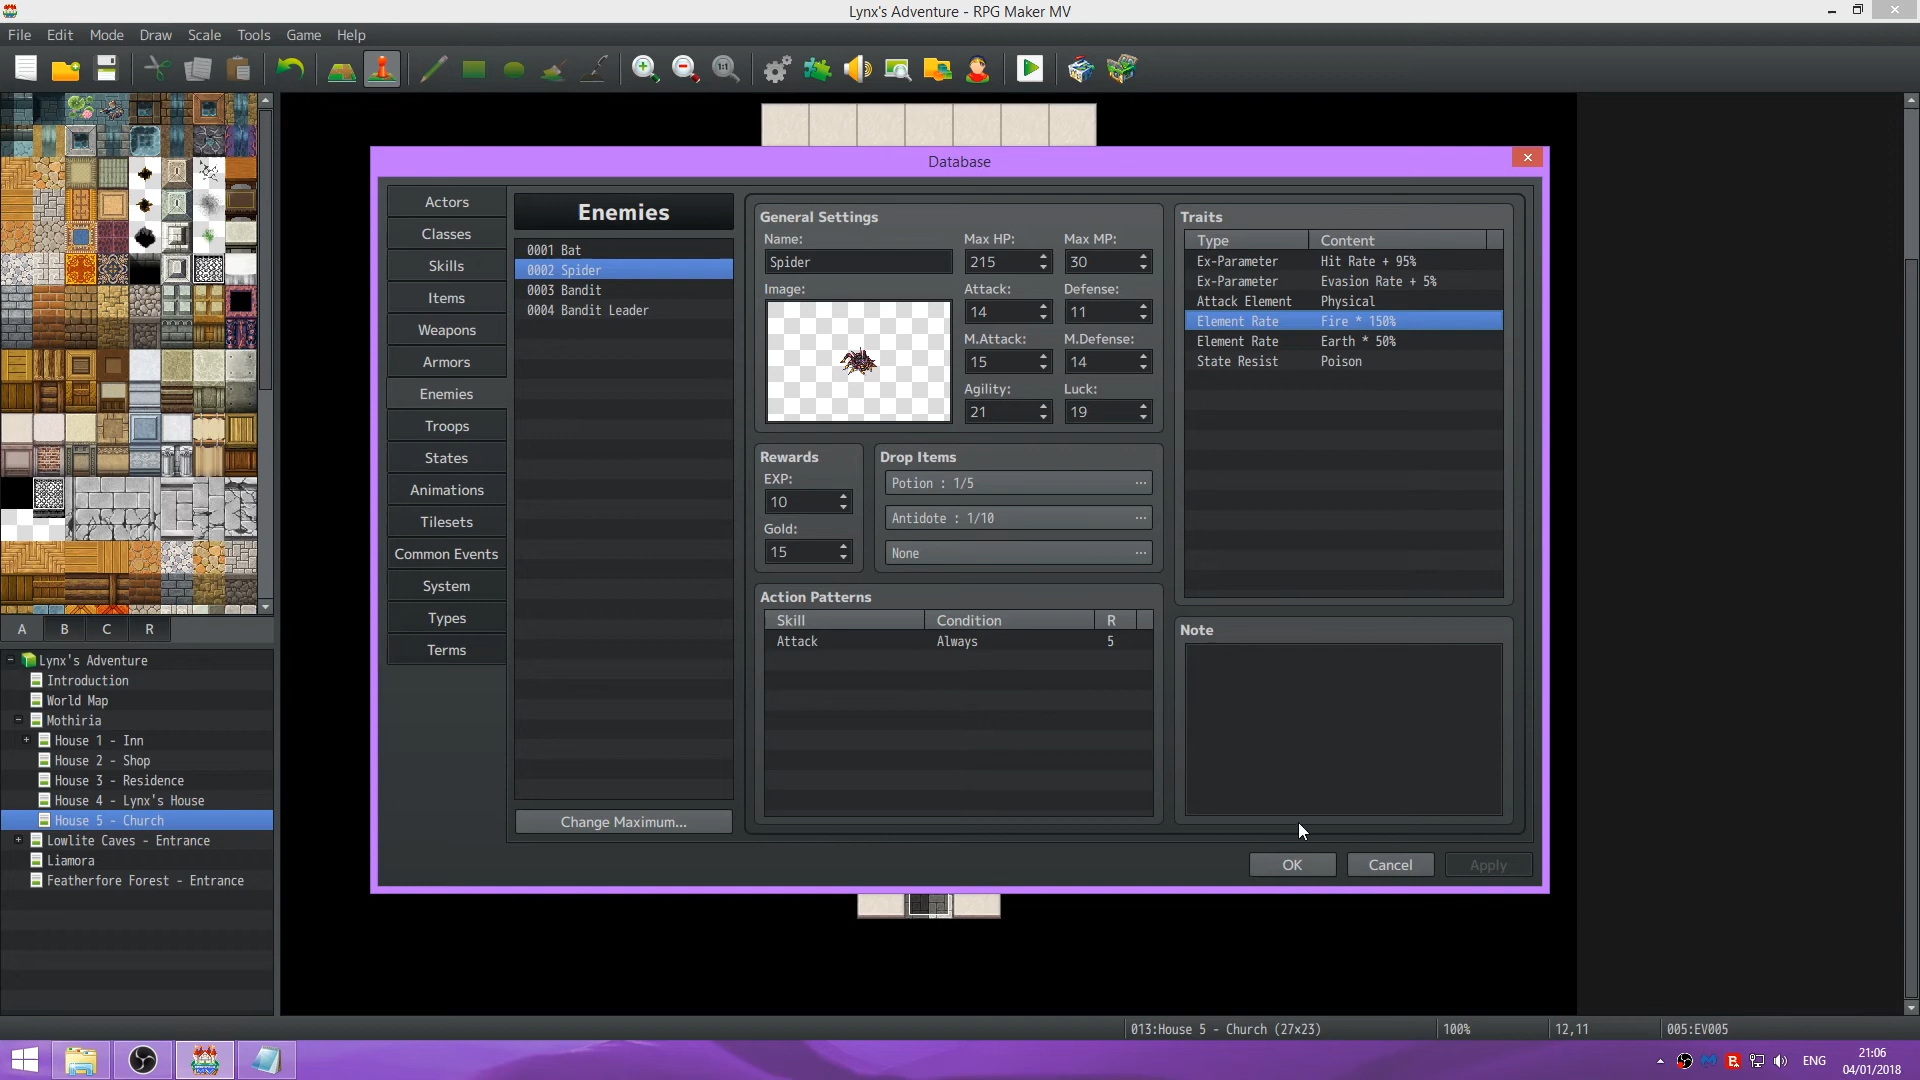 Lynx's Adventure - RPG Maker MV
File Edit Mode Draw Scale Tools Game Help
1:1
Database
Actors
Classes
Skills
Items
Weapons
Armors
Enemies
Troops
States
Animations
Tilesets
Common Events
System
Types
Terms
Enemies
0001 Bat
0002 Spider
0003 Bandit
0004 Bandit Leader
Change Maximum...
General Settings
Name: Max HP: Max MP:
Spider 215 30
Image: Attack: Defense:
14 11
M.Attack: M.Defense:
15 14
Agility: Luck:
21 19
Rewards
EXP:
10
Gold:
15
Drop Items
Potion : 1/5 ...
Antidote : 1/10 ...
None ...
Action Patterns
Skill Condition R
Attack Always 5
Traits
Type Content
Ex-Parameter Hit Rate + 95%
Ex-Parameter Evasion Rate + 5%
Attack Element Physical
Element Rate Fire * 150%
Element Rate Earth * 50%
State Resist Poison
Note
OK Cancel Apply
A B C R
Lynx's Adventure
Introduction
World Map
Mothiria
House 1 - Inn
House 2 - Shop
House 3 - Residence
House 4 - Lynx's House
House 5 - Church
Lowlite Caves - Entrance
Liamora
Featherfore Forest - Entrance
013:House 5 - Church (27x23) 100% 12,11 005:EV005
ENG
21:06
04/01/2018